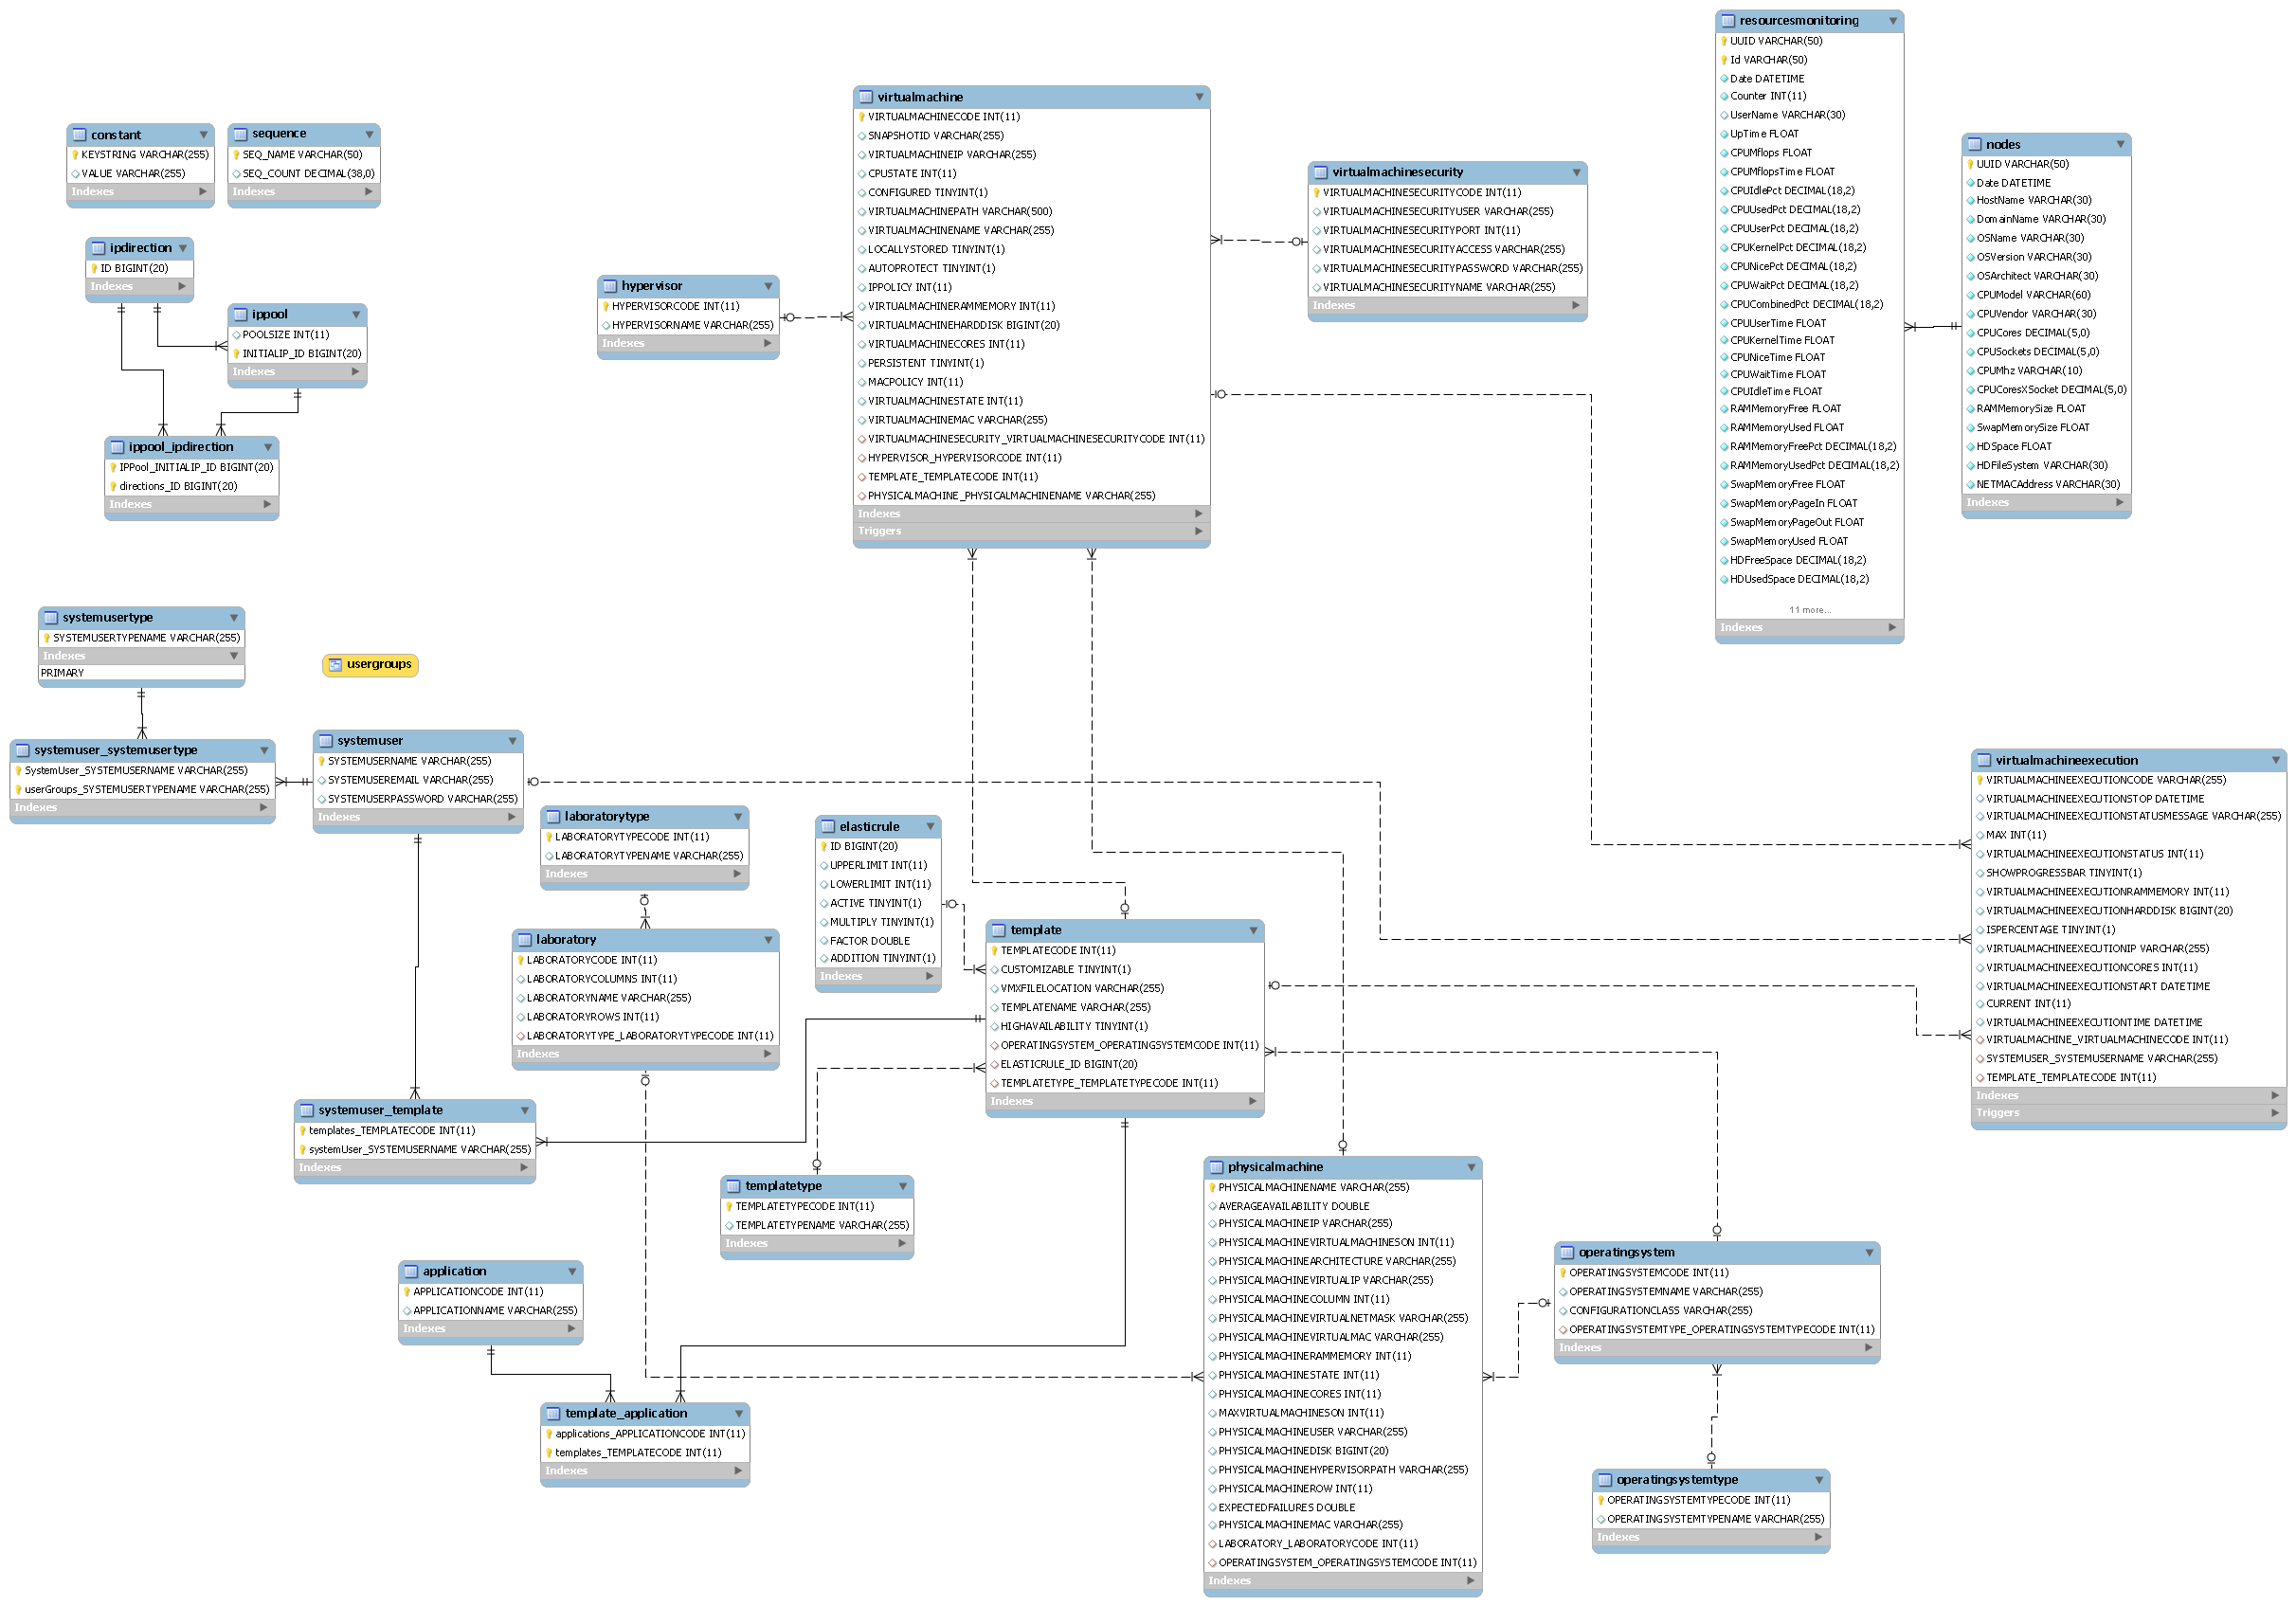 constant
KEYSTRING VARCHAR(255)
VALUE VARCHAR(255)
Indexes
sequence
SEQ_NAME VARCHAR(50)
SEQ_COUNT DECIMAL(38,0)
Indexes
ipdirection
ID BIGINT(20)
Indexes
ippool
POOLSIZE INT(11)
INITIALIP_ID BIGINT(20)
Indexes
ippool_ipdirection
IPPool_INITIALIP_ID BIGINT(20)
directions_ID BIGINT(20)
Indexes
hypervisor
HYPERVISORCODE INT(11)
HYPERVISORNAME VARCHAR(255)
Indexes
virtualmachine
VIRTUALMACHINECODE INT(11)
SNAPSHOTID VARCHAR(255)
VIRTUALMACHINEIP VARCHAR(255)
CPUSTATE INT(11)
CONFIGURED TINYINT(1)
VIRTUALMACHINEPATH VARCHAR(500)
VIRTUALMACHINENAME VARCHAR(255)
LOCALLYSTORED TINYINT(1)
AUTOPROTECT TINYINT(1)
IPPOLICY INT(11)
VIRTUALMACHINERAMMEMORY INT(11)
VIRTUALMACHINEHARDDISK BIGINT(20)
VIRTUALMACHINECORES INT(11)
PERSISTENT TINYINT(1)
MACPOLICY INT(11)
VIRTUALMACHINESTATE INT(11)
VIRTUALMACHINEMAC VARCHAR(255)
VIRTUALMACHINESECURITY_VIRTUALMACHINESECURITYCODE INT(11)
HYPERVISOR_HYPERVISORCODE INT(11)
TEMPLATE_TEMPLATECODE INT(11)
PHYSICALMACHINE_PHYSICALMACHINENAME VARCHAR(255)
Indexes
Triggers
virtualmachinesecurity
VIRTUALMACHINESECURITYCODE INT(11)
VIRTUALMACHINESECURITYUSER VARCHAR(255)
VIRTUALMACHINESECURITYPORT INT(11)
VIRTUALMACHINESECURITYACCESS VARCHAR(255)
VIRTUALMACHINESECURITYPASSWORD VARCHAR(255)
VIRTUALMACHINESECURITYNAME VARCHAR(255)
Indexes
resourcesmonitoring
UUID VARCHAR(50)
Id VARCHAR(50)
Date DATETIME
Counter INT(11)
UserName VARCHAR(30)
UpTime FLOAT
CPUMflops FLOAT
CPUMflopsTime FLOAT
CPUIdlePct DECIMAL(18,2)
CPUUsedPct DECIMAL(18,2)
CPUUserPct DECIMAL(18,2)
CPUKernelPct DECIMAL(18,2)
CPUNicePct DECIMAL(18,2)
CPUWaitPct DECIMAL(18,2)
CPUCombinedPct DECIMAL(18,2)
CPUUserTime FLOAT
CPUKernelTime FLOAT
CPUNiceTime FLOAT
CPUWaitTime FLOAT
CPUIdleTime FLOAT
RAMMemoryFree FLOAT
RAMMemoryUsed FLOAT
RAMMemoryFreePct DECIMAL(18,2)
RAMMemoryUsedPct DECIMAL(18,2)
SwapMemoryFree FLOAT
SwapMemoryPageIn FLOAT
SwapMemoryPageOut FLOAT
SwapMemoryUsed FLOAT
HDFreeSpace DECIMAL(18,2)
HDUsedSpace DECIMAL(18,2)
11 more...
Indexes
nodes
UUID VARCHAR(50)
Date DATETIME
HostName VARCHAR(30)
DomainName VARCHAR(30)
OSName VARCHAR(30)
OSVersion VARCHAR(30)
OSArchitect VARCHAR(30)
CPUModel VARCHAR(60)
CPUVendor VARCHAR(30)
CPUCores DECIMAL(5,0)
CPUSockets DECIMAL(5,0)
CPUMhz VARCHAR(10)
CPUCoresXSocket DECIMAL(5,0)
RAMMemorySize FLOAT
SwapMemorySize FLOAT
HDSpace FLOAT
HDFileSystem VARCHAR(30)
NETMACAddress VARCHAR(30)
Indexes
systemusertype
SYSTEMUSERTYPENAME VARCHAR(255)
Indexes
PRIMARY
usergroups
systemuser_systemusertype
SystemUser_SYSTEMUSERNAME VARCHAR(255)
userGroups_SYSTEMUSERTYPENAME VARCHAR(255)
Indexes
systemuser
SYSTEMUSERNAME VARCHAR(255)
SYSTEMUSEREMAIL VARCHAR(255)
SYSTEMUSERPASSWORD VARCHAR(255)
Indexes
laboratorytype
LABORATORYTYPECODE INT(11)
LABORATORYTYPENAME VARCHAR(255)
Indexes
elasticrule
ID BIGINT(20)
UPPERLIMIT INT(11)
LOWERLIMIT INT(11)
ACTIVE TINYINT(1)
MULTIPLY TINYINT(1)
FACTOR DOUBLE
ADDITION TINYINT(1)
Indexes
laboratory
LABORATORYCODE INT(11)
LABORATORYCOLUMNS INT(11)
LABORATORYNAME VARCHAR(255)
LABORATORYROWS INT(11)
LABORATORYTYPE_LABORATORYTYPECODE INT(11)
Indexes
template
TEMPLATECODE INT(11)
CUSTOMIZABLE TINYINT(1)
VMXFILELOCATION VARCHAR(255)
TEMPLATENAME VARCHAR(255)
HIGHAVAILABILITY TINYINT(1)
OPERATINGSYSTEM_OPERATINGSYSTEMCODE INT(11)
ELASTICRULE_ID BIGINT(20)
TEMPLATETYPE_TEMPLATETYPECODE INT(11)
Indexes
virtualmachineexecution
VIRTUALMACHINEEXECUTIONCODE VARCHAR(255)
VIRTUALMACHINEEXECUTIONSTOP DATETIME
VIRTUALMACHINEEXECUTIONSTATUSMESSAGE VARCHAR(255)
MAX INT(11)
VIRTUALMACHINEEXECUTIONSTATUS INT(11)
SHOWPROGRESSBAR TINYINT(1)
VIRTUALMACHINEEXECUTIONRAMMEMORY INT(11)
VIRTUALMACHINEEXECUTIONHARDDISK BIGINT(20)
ISPERCENTAGE TINYINT(1)
VIRTUALMACHINEEXECUTIONIP VARCHAR(255)
VIRTUALMACHINEEXECUTIONCORES INT(11)
VIRTUALMACHINEEXECUTIONSTART DATETIME
CURRENT INT(11)
VIRTUALMACHINEEXECUTIONTIME DATETIME
VIRTUALMACHINE_VIRTUALMACHINECODE INT(11)
SYSTEMUSER_SYSTEMUSERNAME VARCHAR(255)
TEMPLATE_TEMPLATECODE INT(11)
Indexes
Triggers
systemuser_template
templates_TEMPLATECODE INT(11)
systemUser_SYSTEMUSERNAME VARCHAR(255)
Indexes
templatetype
TEMPLATETYPECODE INT(11)
TEMPLATETYPENAME VARCHAR(255)
Indexes
physicalmachine
PHYSICALMACHINENAME VARCHAR(255)
AVERAGEAVAILABILITY DOUBLE
PHYSICALMACHINEIP VARCHAR(255)
PHYSICALMACHINEVIRTUALMACHINESON INT(11)
PHYSICALMACHINEARCHITECTURE VARCHAR(255)
PHYSICALMACHINEVIRTUALIP VARCHAR(255)
PHYSICALMACHINECOLUMN INT(11)
PHYSICALMACHINEVIRTUALNETMASK VARCHAR(255)
PHYSICALMACHINEVIRTUALMAC VARCHAR(255)
PHYSICALMACHINERAMMEMORY INT(11)
PHYSICALMACHINESTATE INT(11)
PHYSICALMACHINECORES INT(11)
MAXVIRTUALMACHINESON INT(11)
PHYSICALMACHINEUSER VARCHAR(255)
PHYSICALMACHINEDISK BIGINT(20)
PHYSICALMACHINEHYPERVISORPATH VARCHAR(255)
PHYSICALMACHINEROW INT(11)
EXPECTEDFAILURES DOUBLE
PHYSICALMACHINEMAC VARCHAR(255)
LABORATORY_LABORATORYCODE INT(11)
OPERATINGSYSTEM_OPERATINGSYSTEMCODE INT(11)
Indexes
operatingsystem
OPERATINGSYSTEMCODE INT(11)
OPERATINGSYSTEMNAME VARCHAR(255)
CONFIGURATIONCLASS VARCHAR(255)
OPERATINGSYSTEMTYPE_OPERATINGSYSTEMTYPECODE INT(11)
Indexes
application
APPLICATIONCODE INT(11)
APPLICATIONNAME VARCHAR(255)
Indexes
template_application
applications_APPLICATIONCODE INT(11)
templates_TEMPLATECODE INT(11)
Indexes
operatingsystemtype
OPERATINGSYSTEMTYPECODE INT(11)
OPERATINGSYSTEMTYPENAME VARCHAR(255)
Indexes